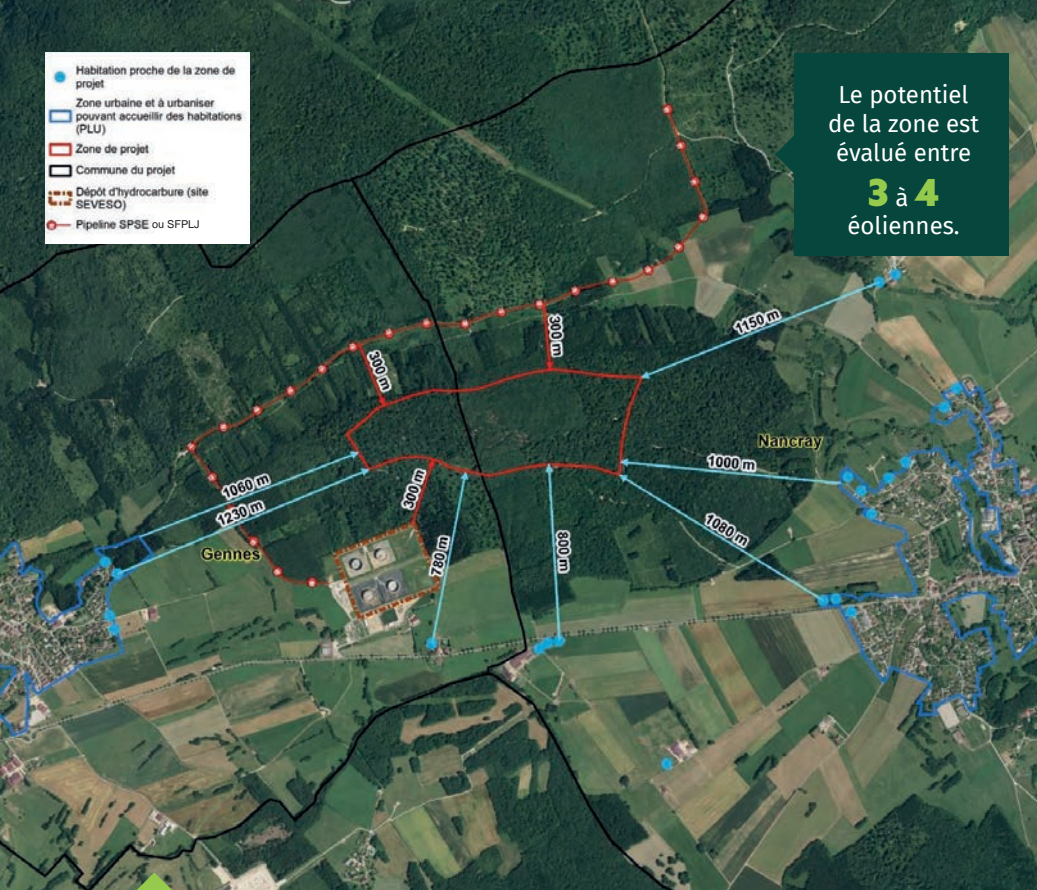 Habitation proche de la zone de
projet
Zone urbaine et à urbaniser
pouvant accueillir des habitations
(PLU)
Zone de projet
Commune du projet
Dépôt d'hydrocarbure (site
SEVESO)
Pipeline SPSE ou SFPLJ
Le potentiel
de la zone est
évalué entre
3 à 4
éoliennes.
1150 m
300 m
300 m
Nancray
1000 m
1060 m
1230 m
300 m
1080 m
Gennes
780 m
800 m